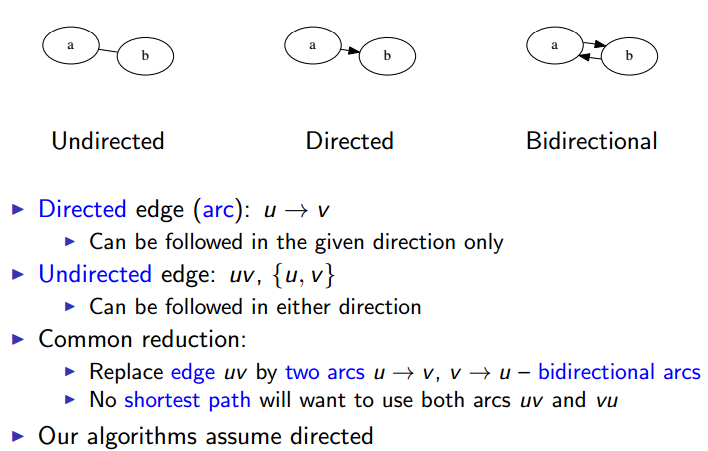 a b a b a b
Undirected Directed Bidirectional
▶ Directed edge (arc): u → v
▶ Can be followed in the given direction only
▶ Undirected edge: uv, {u, v}
▶ Can be followed in either direction
▶ Common reduction:
▶ Replace edge uv by two arcs u → v, v → u – bidirectional arcs
▶ No shortest path will want to use both arcs uv and vu
▶ Our algorithms assume directed